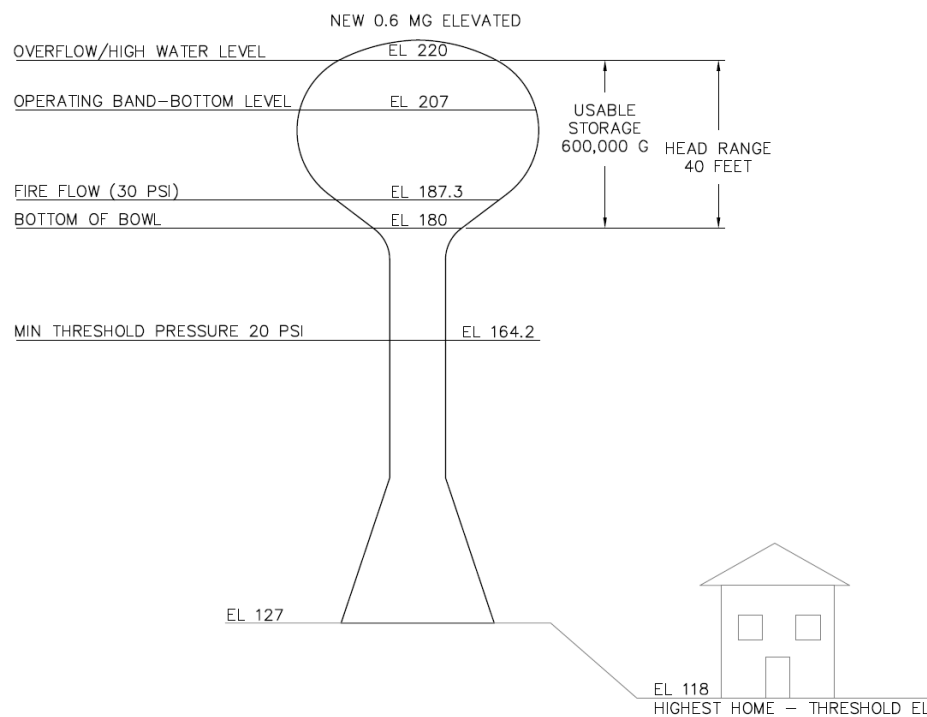 NEW 0.6 MG ELEVATED
OVERFLOW/HIGH WATER LEVEL
EL 220
OPERATING BAND-BOTTOM LEVEL
EL 207
USABLE
STORAGE
600,000 G
HEAD RANGE
40 FEET
FIRE FLOW (30 PSI)
EL 187.3
BOTTOM OF BOWL
EL 180
MIN THRESHOLD PRESSURE 20 PSI
EL 164.2
EL 127
EL 118
HIGHEST HOME – THRESHOLD EL